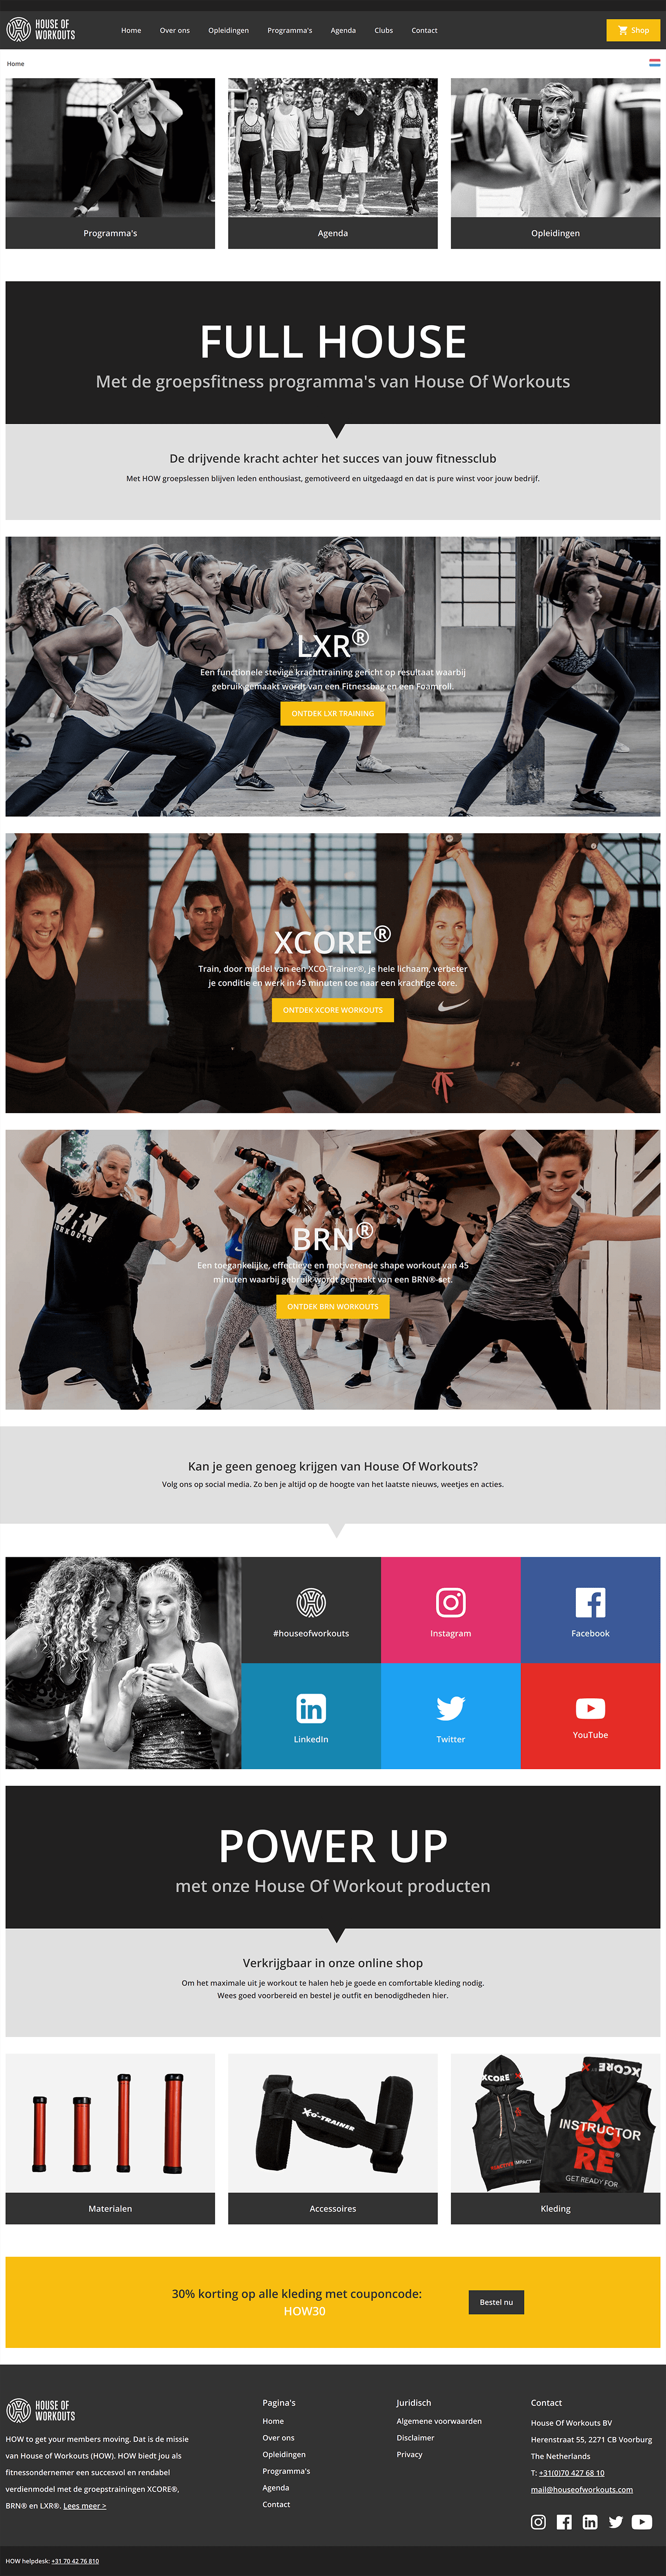 HOUSE OF
WORKOUTS
Home Over ons Opleidingen Programma's Agenda Clubs Contact
Shop
Home
Programma's
Agenda
Opleidingen
FULL HOUSE
Met de groepsfitness programma's van House Of Workouts
De drijvende kracht achter het succes van jouw fitnessclub
Met HOW groepslessen blijven leden enthousiast, gemotiveerd en uitgedaagd en dat is pure winst voor jouw bedrijf.
LXR®
Een functionele stevige krachttraining gericht op resultaat waarbij
gebruik gemaakt wordt van een Fitnessbag en een Foamroll.
ONTDEK LXR TRAINING
XCORE®
Train, door middel van een XCO-Trainer®, je hele lichaam, verbeter
je conditie en werk in 45 minuten toe naar een krachtige core.
ONTDEK XCORE WORKOUTS
BRN
WORKOUTS
BRN®
Een toegankelijke, effectieve en motiverende shape workout van 45
minuten waarbij gebruik wordt gemaakt van een BRN®-set.
ONTDEK BRN WORKOUTS
Kan je geen genoeg krijgen van House Of Workouts?
Volg ons op social media. Zo ben je altijd op de hoogte van het laatste nieuws, weetjes en acties.
#houseofworkouts
Instagram
Facebook
LinkedIn
Twitter
YouTube
POWER UP
met onze House Of Workout producten
Verkrijgbaar in onze online shop
Om het maximale uit je workout te halen heb je goede en comfortable kleding nodig.
Wees goed voorbereid en bestel je outfit en benodigdheden hier.
X-CO-TRAINER
XCORE
REACTIVE IMPACT
XCORE
INSTRUCTOR
X
CO
RE®
GET READY FOR
Materialen
Accessoires
Kleding
30% korting op alle kleding met couponcode:
HOW30
Bestel nu
HOUSE OF
WORKOUTS
HOW to get your members moving. Dat is de missie
van House of Workouts (HOW). HOW biedt jou als
fitnessondernemer een succesvol en rendabel
verdienmodel met de groepstrainingen XCORE®,
BRN® en LXR®. Lees meer >
Pagina's
Home
Over ons
Opleidingen
Programma's
Agenda
Contact
Juridisch
Algemene voorwaarden
Disclaimer
Privacy
Contact
House Of Workouts BV
Herenstraat 55, 2271 CB Voorburg
The Netherlands
T: +31(0)70 427 68 10
mail@houseofworkouts.com
HOW helpdesk: +31 70 42 76 810